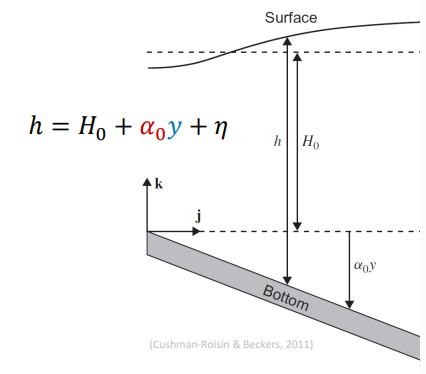 Surface
h = H₀ + α₀y + η
h
H₀
k
j
α₀y
Bottom
(Cushman-Roisin & Beckers, 2011)